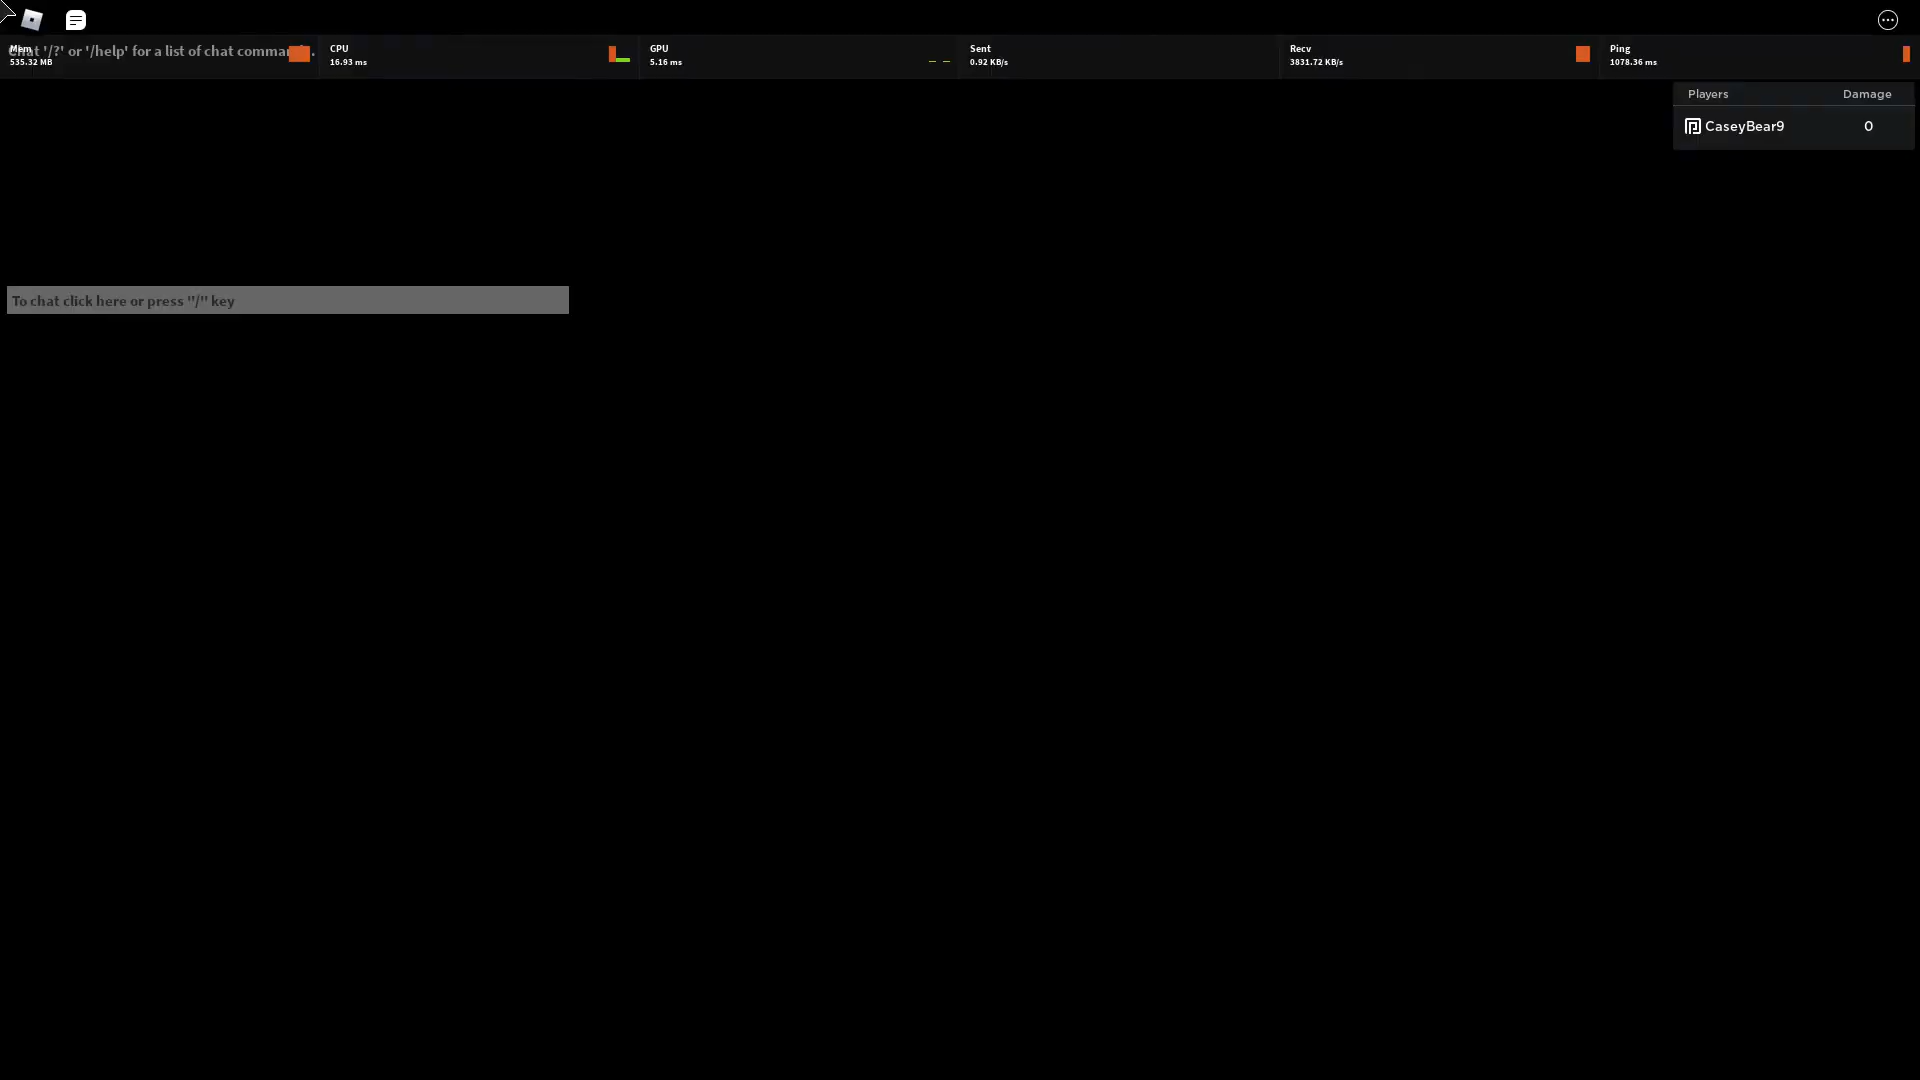 Chat '/?' or '/help' for a list of chat
Mem
535.32 MB
CPU
16.93 ms
GPU
5.16 ms
Sent
0.92 KB/s
Recv
3831.72 KB/s
Ping
1078.36 ms
Players Damage
CaseyBear9 0
To chat click here or press "/" key